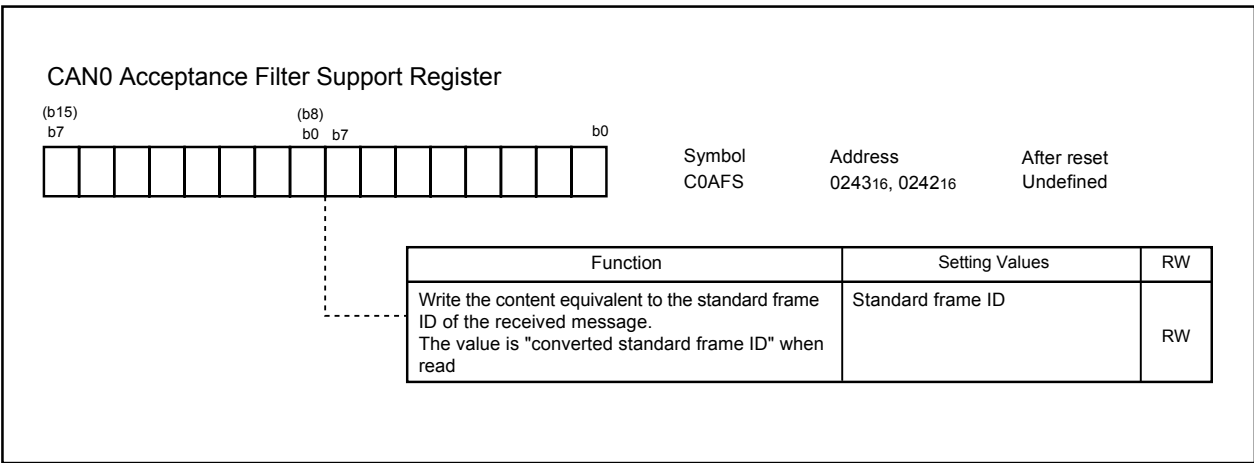 CAN0 Acceptance Filter Support Register
(b15) (b8)
b7 b0 b7 b0
Symbol Address After reset
C0AFS 024316, 024216 Undefined
Function Setting Values RW
Write the content equivalent to the standard frame Standard frame ID
ID of the received message.
RW
The value is "converted standard frame ID" when
read